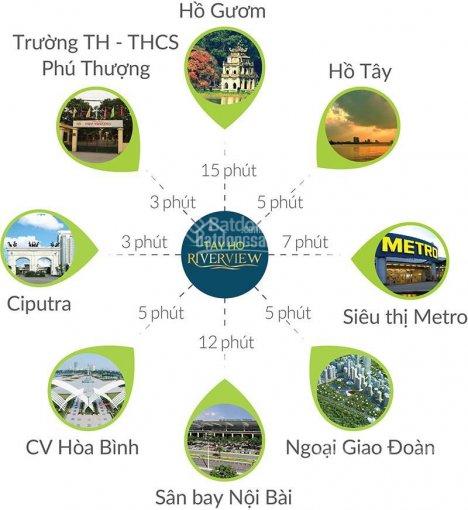 Hồ Gươm
Trường TH - THCS
Phú Thượng
Hồ Tây
15 phút
3 phút
5 phút
3 phút
TÂY HỒ
RIVERVIEW
7 phút
METRO
Ciputra
Siêu thị Metro
5 phút
5 phút
12 phút
CV Hòa Bình
Ngoại Giao Đoàn
Sân bay Nội Bài